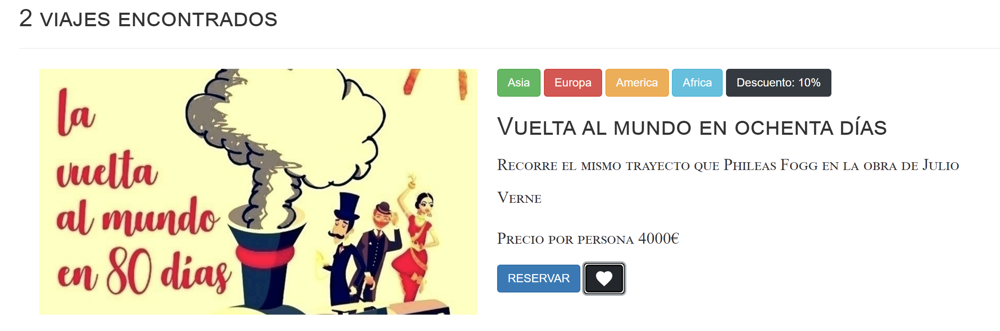 2 VIAJES ENCONTRADOS
la
vuelta
al mundo
en 80 días
Asia Europa America Africa Descuento: 10%
VUELTA AL MUNDO EN OCHENTA DÍAS
RECORRE EL MISMO TRAYECTO QUE PHILEAS FOGG EN LA OBRA DE JULIO
VERNE
PRECIO POR PERSONA 4000€
RESERVAR